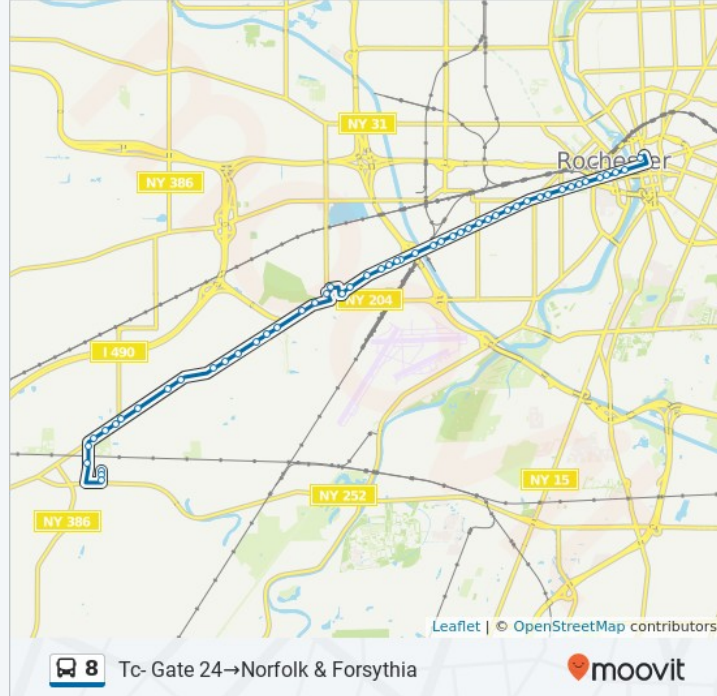 NY 31
Rochester
NY 386
NY 204
I 490
NY 15
NY 252
NY 386
Leaflet | © OpenStreetMap contributors
8 Tc- Gate 24→Norfolk & Forsythia
moovit